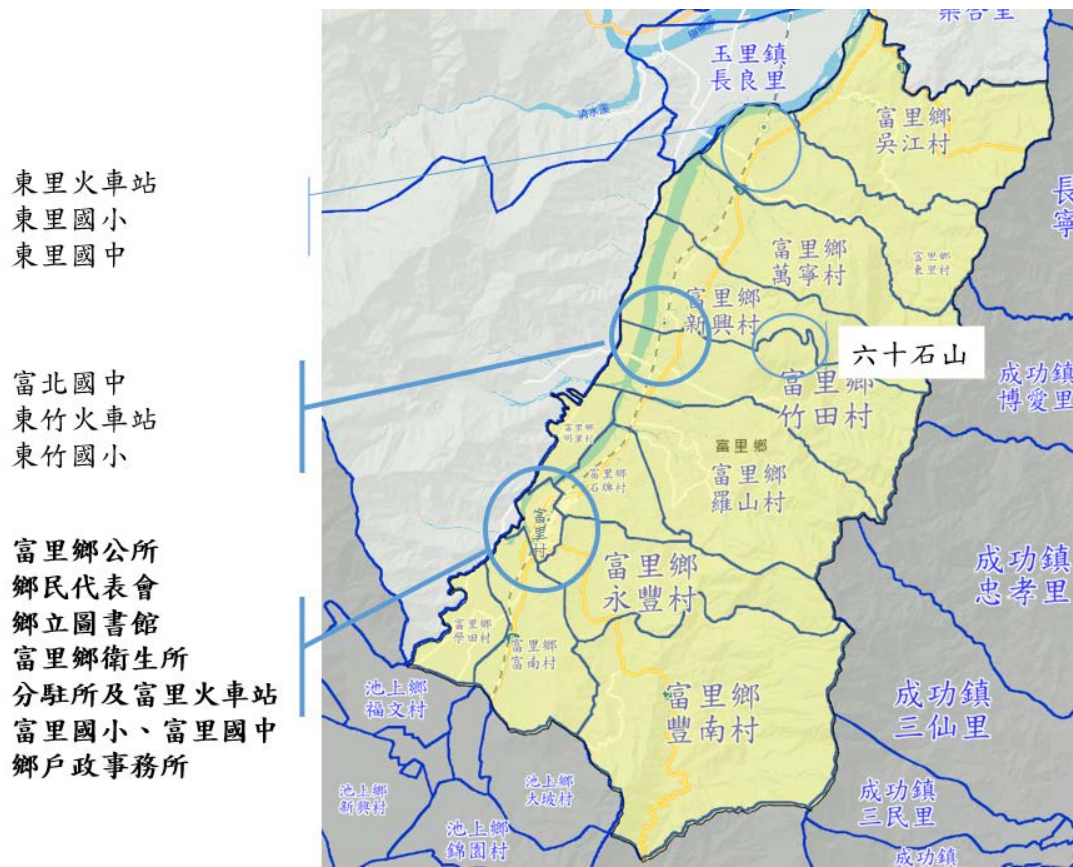 東里火車站
東里國小
東里國中
富北國中
東竹火車站
東竹國小
富里鄉公所
鄉民代表會
鄉立圖書館
富里鄉衛生所
分駐所及富里火車站
富里國小、富里國中
鄉戶政事務所
玉里鎮
長良里
清水溪
富里鄉
吳江村
長
寧
富里鄉
萬寧村
富里鄉
東里村
富里鄉
新興村
六十石山
富里鄉
竹田村
成功鎮
博愛里
富里鄉
明里村
富里鄉
富里鄉
羅山村
富里鄉
石牌村
富里村
成功鎮
忠孝里
富里鄉
永豐村
富里鄉
學田村
富里鄉
富南村
富里鄉
豐南村
成功鎮
三仙里
池上鄉
福文村
池上鄉
新興村
池上鄉
大坡村
池上鄉
錦園村
成功鎮
三民里
成功鎮